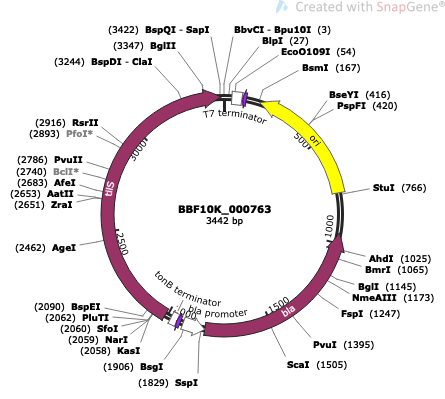 Created with SnapGene®
(3422) BspQI - SapI
(3347) BglII
(3244) BspDI - ClaI
BbvCI - Bpu10I (3)
BlpI (27)
EcoO109I (54)
BsmI (167)
T7 terminator
BseYI (416)
PspFI (420)
ori
500
StuI (766)
1000
AhdI (1025)
BmrI (1065)
BglI (1145)
NmeAIII (1173)
FspI (1247)
PvuI (1395)
ScaI (1505)
bla
1500
bla promoter
tonB terminator
(1829) SspI
(1906) BsgI
(2058) KasI
(2059) NarI
(2060) SfoI
(2062) PluTI
(2090) BspEI
(2462) AgeI
2500
(2651) ZraI
(2653) AatII
(2683) AfeI
(2740) BclI*
(2786) PvuII
(2893) PfoI*
(2916) RsrII
3000
BBF10K_000763
3442 bp